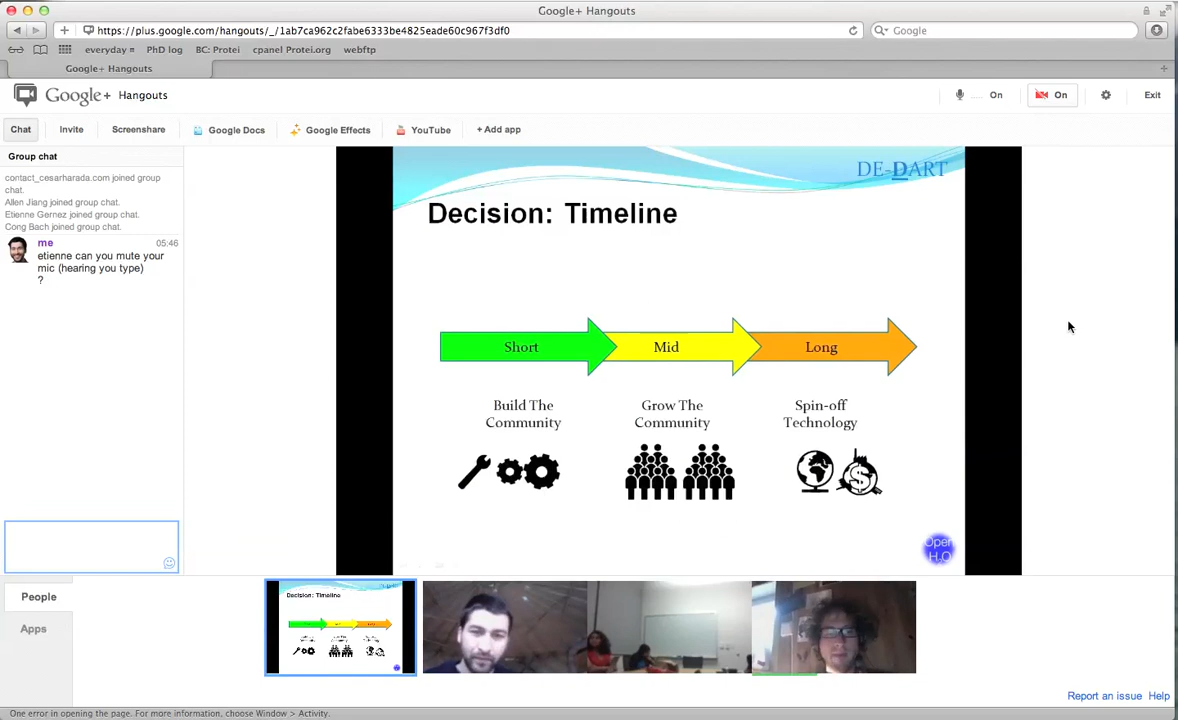 Google+ Hangouts
https://plus.google.com/hangouts/_/1ab7ca962c2fabe6333be4825eade60c967f3df0
Google
everyday
PhD log
BC: Protei
cpanel Protei.org
webftp
Google+ Hangouts
Google+ Hangouts
On
On
Exit
Chat
Invite
Screenshare
Google Docs
Google Effects
YouTube
+ Add app
Group chat
contact_cesarharada.com joined group
chat.
Allen Jiang joined group chat.
Etienne Gernez joined group chat.
Cong Bach joined group chat.
me
05:46
etienne can you mute your
mic (hearing you type)
?
DE-DART
Decision: Timeline
Short
Mid
Long
Build The
Community
Grow The
Community
Spin-off
Technology
Open
H₂O
People
Apps
Decision: Timeline
Report an issue
Help
One error in opening the page. For more information, choose Window > Activity.